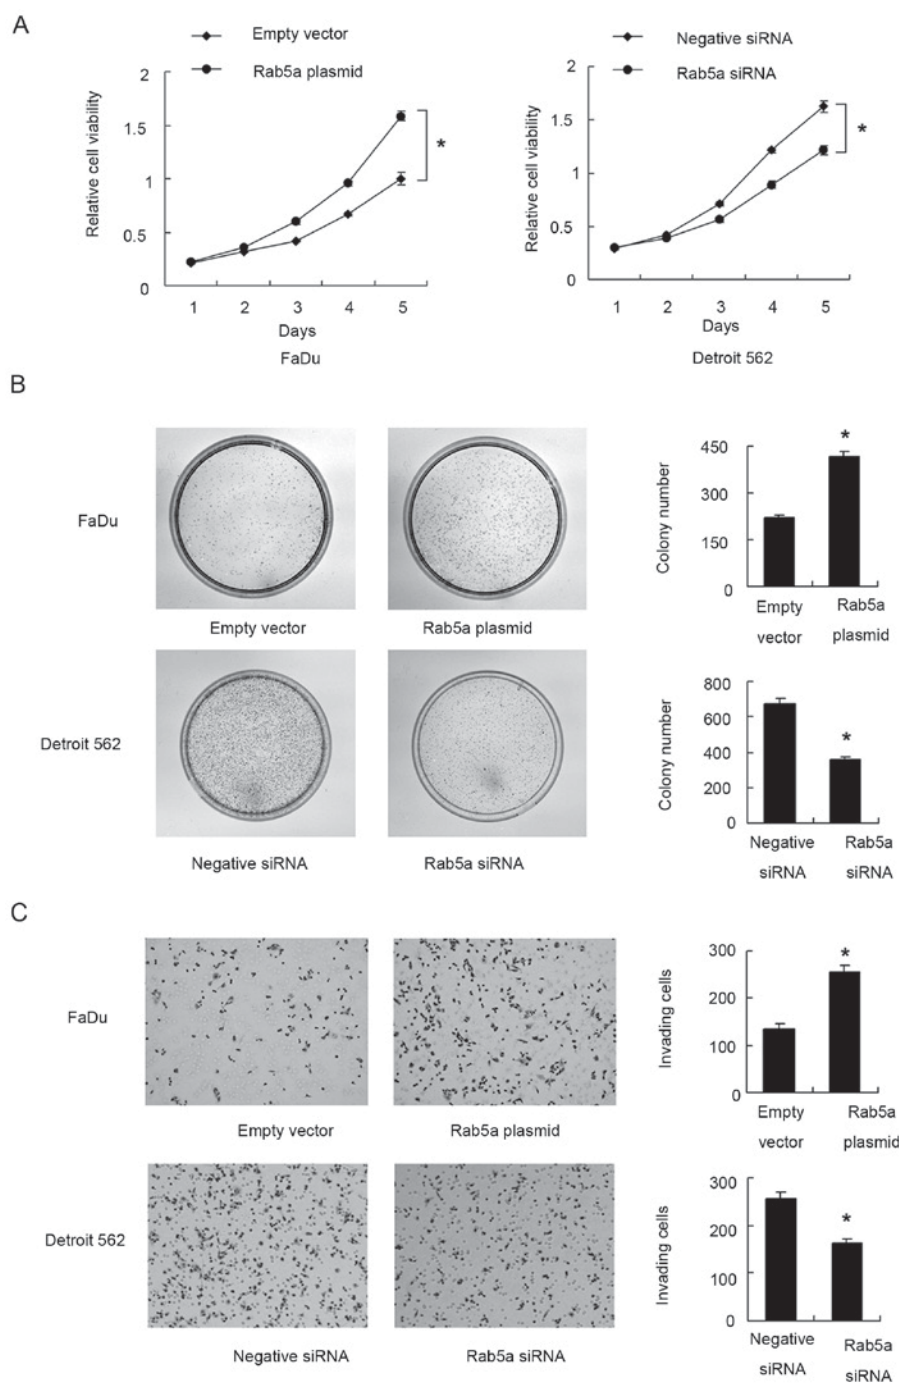 A
Empty vector
Rab5a plasmid
Relative cell viability
2
1.5
1
0.5
0
*
1 2 3 4 5
Days
FaDu
Negative siRNA
Rab5a siRNA
Relative cell viability
2
1.5
1
0.5
0
*
1 2 3 4 5
Days
Detroit 562
B
FaDu
Empty vector
Rab5a plasmid
Colony number
450
300
150
0
*
Empty vector
Rab5a plasmid
Detroit 562
Negative siRNA
Rab5a siRNA
Colony number
800
600
400
200
0
*
Negative siRNA
Rab5a siRNA
C
FaDu
Empty vector
Rab5a plasmid
Invading cells
300
200
100
0
*
Empty vector
Rab5a plasmid
Detroit 562
Negative siRNA
Rab5a siRNA
Invading cells
300
200
100
0
*
Negative siRNA
Rab5a siRNA